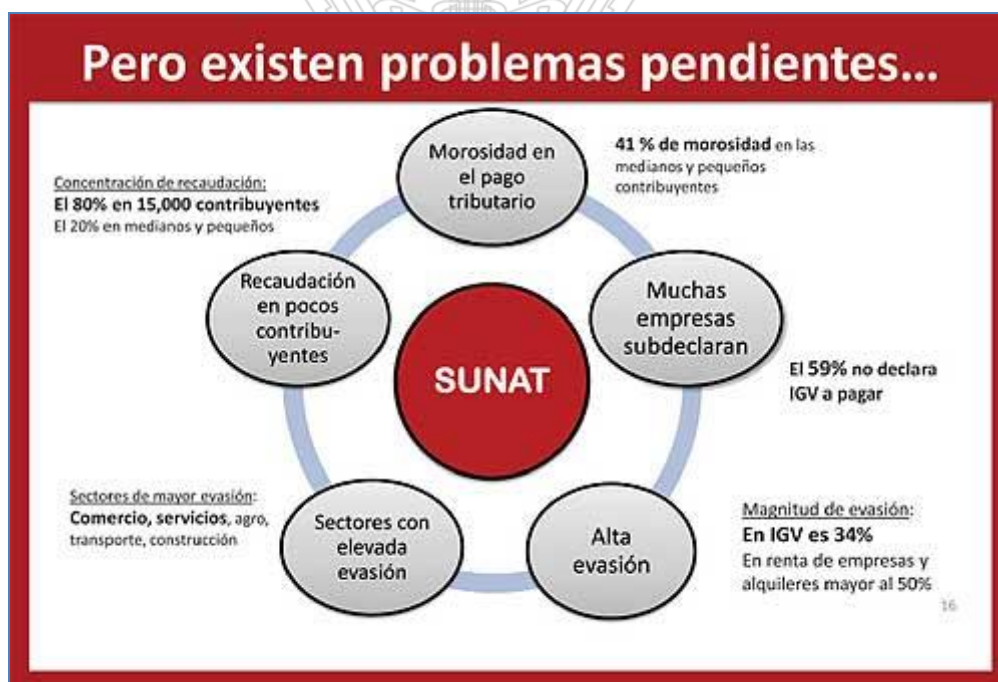 Pero existen problemas pendientes...
Morosidad en
el pago
tributario
41 % de morosidad en las
medianos y pequeños
contribuyentes
Concentración de recaudación:
El 80% en 15,000 contribuyentes
El 20% en medianos y pequeños
Recaudación
en pocos
contribu-
yentes
Muchas
empresas
subdeclaran
SUNAT
El 59% no declara
IGV a pagar
Sectores de mayor evasión:
Comercio, servicios, agro,
transporte, construcción
Sectores con
elevada
evasión
Alta
evasión
Magnitud de evasión:
En IGV es 34%
En renta de empresas y
alquileres mayor al 50%
16